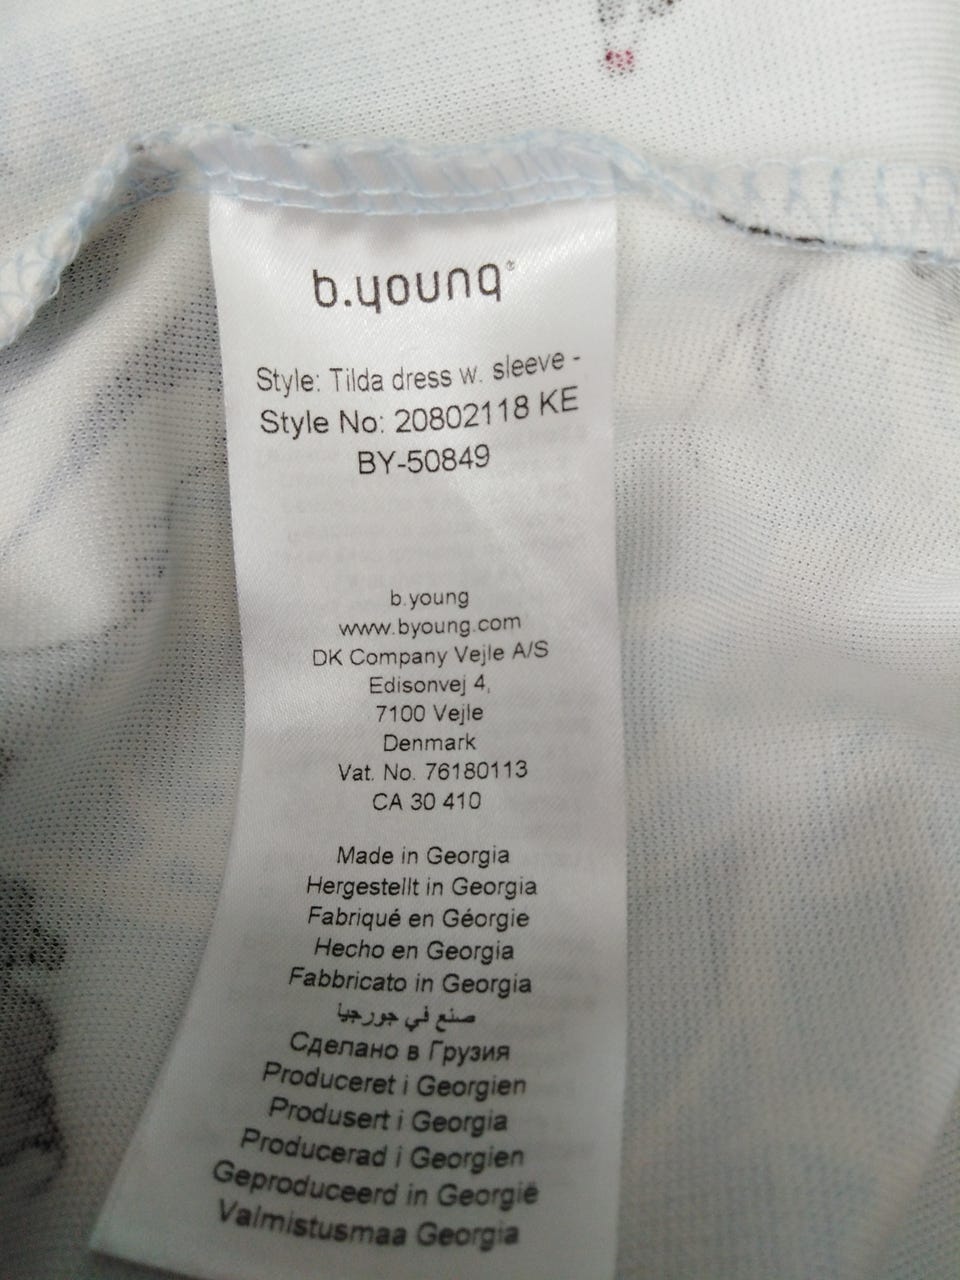 b.young®
Style: Tilda dress w. sleeve -
Style No: 20802118 KE
BY-50849
b.young
www.byoung.com
DK Company Vejle A/S
Edisonvej 4,
7100 Vejle
Denmark
Vat. No. 76180113
CA 30 410
Made in Georgia
Hergestellt in Georgia
Fabriqué en Géorgie
Hecho en Georgia
Fabbricato in Georgia
صنع في جورجيا
Сделано в Грузия
Produceret i Georgien
Produsert i Georgia
Producerad i Georgien
Geproduceerd in Georgië
Valmistusmaa Georgia